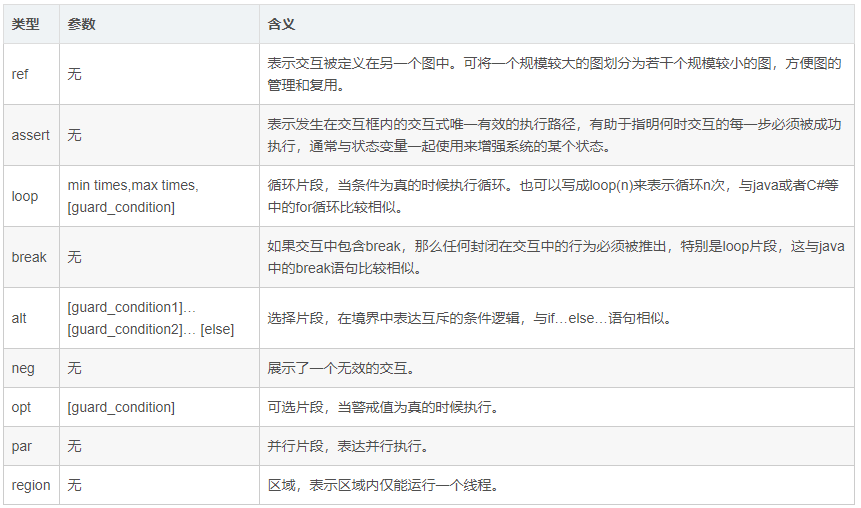 类型 参数 含义
ref 无 表示交互被定义在另一个图中。可将一个规模较大的图划分为若干个规模较小的图，方便图的
管理和复用。
assert 无 表示发生在交互框内的交互式唯一有效的执行路径，有助于指明何时交互的每一步必须被成功
执行，通常与状态变量一起使用来增强系统的某个状态。
loop min times,max times,
[guard_condition] 循环片段，当条件为真的时候执行循环。也可以写成loop(n)来表示循环n次，与java或者C#等
中的for循环比较相似。
break 无 如果交互中包含break，那么任何封闭在交互中的行为必须被推出，特别是loop片段，这与java
中的break语句比较相似。
alt [guard_condition1]…
[guard_condition2]… [else] 选择片段，在境界中表达互斥的条件逻辑，与if…else…语句相似。
neg 无 展示了一个无效的交互。
opt [guard_condition] 可选片段，当警戒值为真的时候执行。
par 无 并行片段，表达并行执行。
region 无 区域，表示区域内仅能运行一个线程。